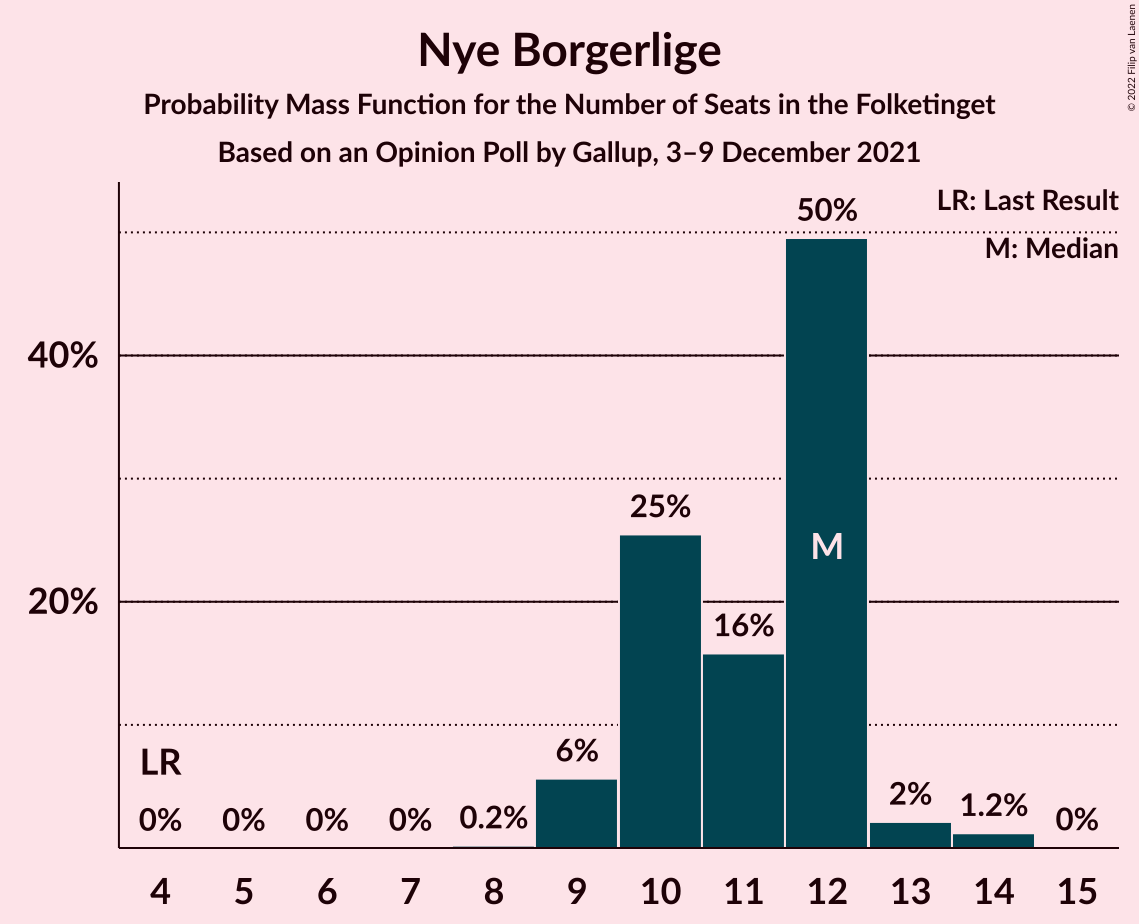 Nye Borgerlige
Probability Mass Function for the Number of Seats in the Folketinget
Based on an Opinion Poll by Gallup, 3–9 December 2021
© 2022 Filip van Laenen
LR: Last Result
M: Median
50%
40%
25%
M
20%
16%
LR
6%
0% 0% 0% 0% 0.2% 2% 1.2% 0%
4 5 6 7 8 9 10 11 12 13 14 15